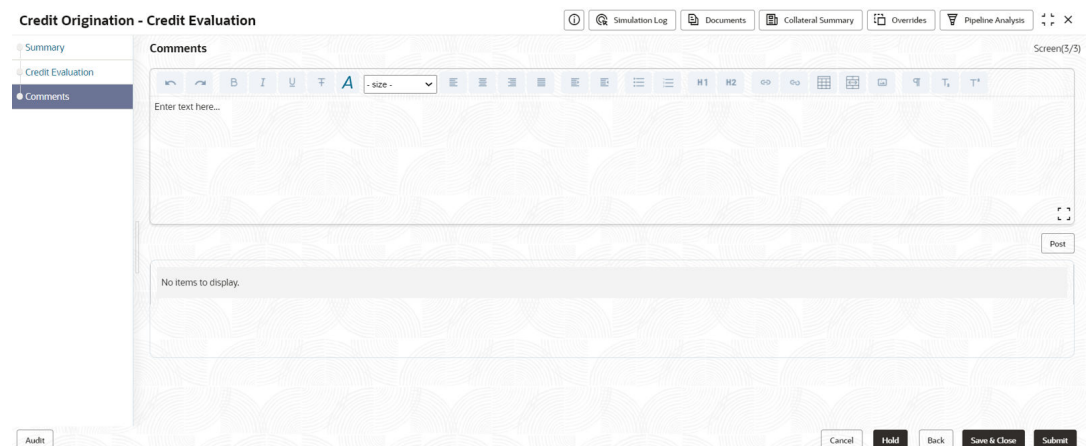 Credit Origination - Credit Evaluation
Simulation Log
Documents
Collateral Summary
Overrides
Pipeline Analysis
Summary
Credit Evaluation
Comments
Comments
Screen(3/3)
B I U T A - size - H1 H2 T
Enter text here...
Post
No items to display.
Audit
Cancel
Hold
Back
Save & Close
Submit